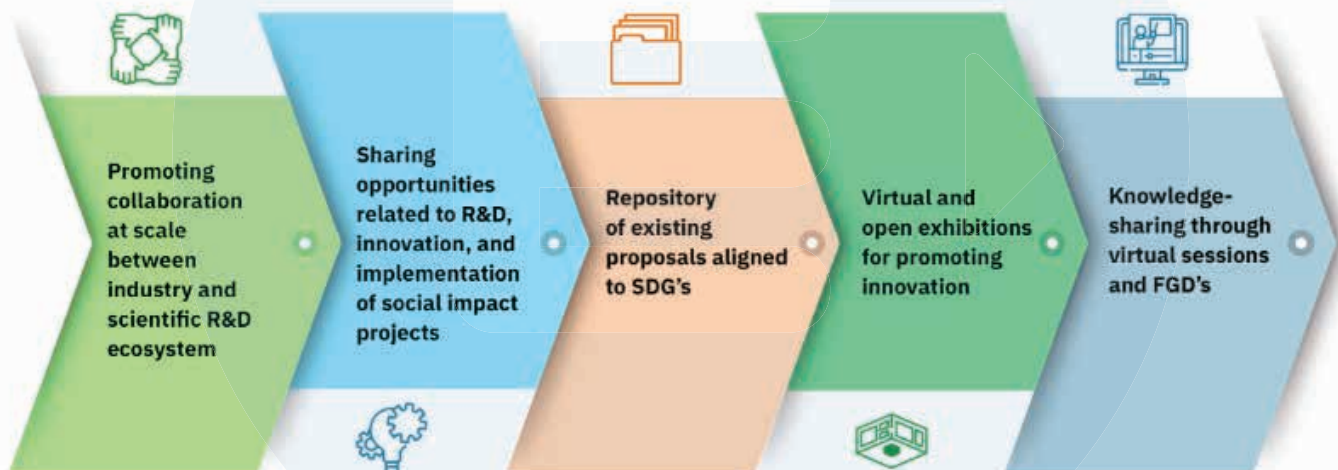 Promoting
collaboration
at scale
between
industry and
scientific R&D
ecosystem
Sharing
opportunities
related to R&D,
innovation, and
implementation
of social impact
projects
Repository
of existing
proposals aligned
to SDG's
Virtual and
open exhibitions
for promoting
innovation
Knowledge-
sharing through
virtual sessions
and FGD's